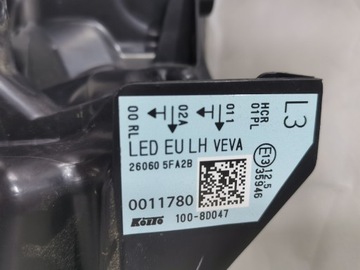 00 RL
02A
011
HCR
01 PL
L3
LED EU LH VEVA
26060 5FA2B
E13
12,5
35946
0011780
KOITO
100-8D047